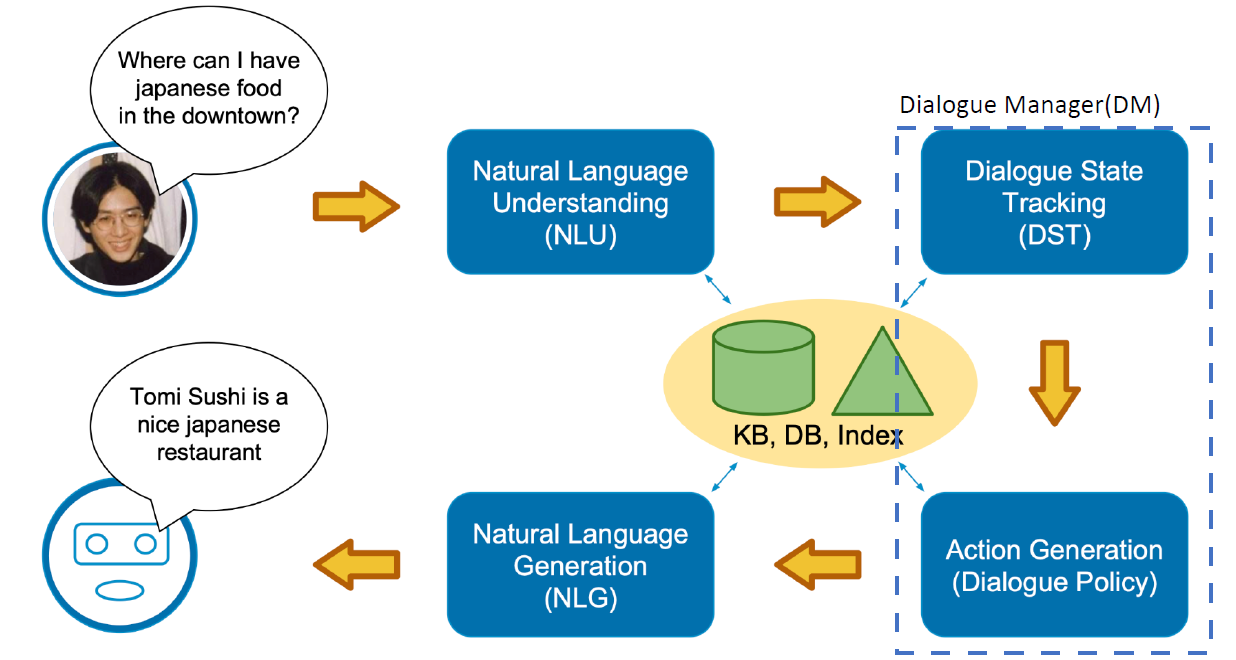 Where can I have
japanese food
in the downtown?
Dialogue Manager(DM)
Natural Language
Understanding
(NLU)
Dialogue State
Tracking
(DST)
KB, DB, Index
Tomi Sushi is a
nice japanese
restaurant
Natural Language
Generation
(NLG)
Action Generation
(Dialogue Policy)